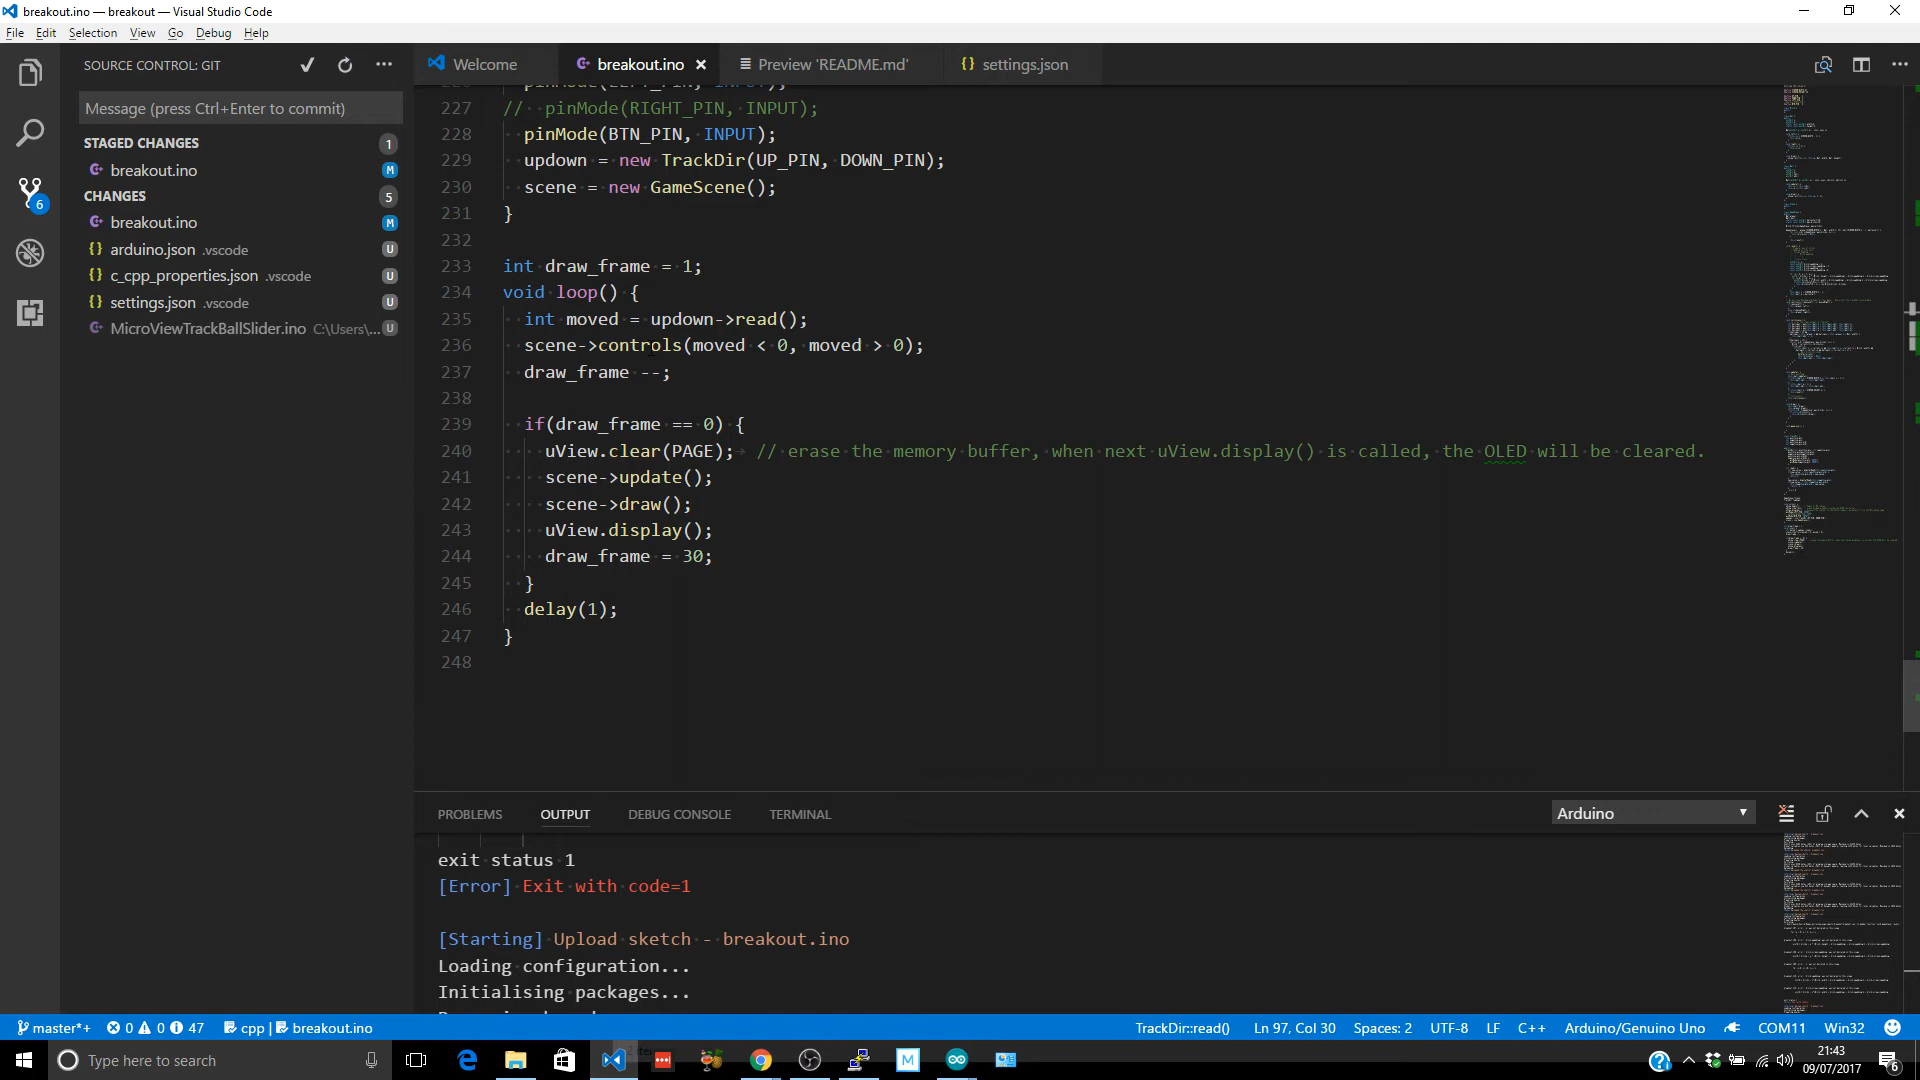 breakout.ino — breakout — Visual Studio Code
File Edit Selection View Go Debug Help
SOURCE CONTROL: GIT
Welcome
breakout.ino
Preview 'README.md'
{} settings.json
Message (press Ctrl+Enter to commit)
STAGED CHANGES 1
breakout.ino M
CHANGES 5
breakout.ino M
{} arduino.json .vscode U
{} c_cpp_properties.json .vscode U
{} settings.json .vscode U
MicroViewTrackBallSlider.ino C:\Users\... U
6
227 //  pinMode(RIGHT_PIN, INPUT);
228   pinMode(BTN_PIN, INPUT);
229   updown = new TrackDir(UP_PIN, DOWN_PIN);
230   scene = new GameScene();
231 }
232
233 int draw_frame = 1;
234 void loop() {
235   int moved = updown->read();
236   scene->controls(moved < 0, moved > 0);
237   draw_frame --;
238
239   if(draw_frame == 0) {
240     uView.clear(PAGE);  // erase the memory buffer, when next uView.display() is called, the OLED will be cleared.
241     scene->update();
242     scene->draw();
243     uView.display();
244     draw_frame = 30;
245   }
246   delay(1);
247 }
248
PROBLEMS OUTPUT DEBUG CONSOLE TERMINAL
Arduino
exit status 1
[Error] Exit with code=1
[Starting] Upload sketch - breakout.ino
Loading configuration...
Initialising packages...
master*+ 0 0 47 cpp | breakout.ino
TrackDir::read() Ln 97, Col 30 Spaces: 2 UTF-8 LF C++ Arduino/Genuino Uno COM11 Win32
Type here to search
21:43
09/07/2017
6